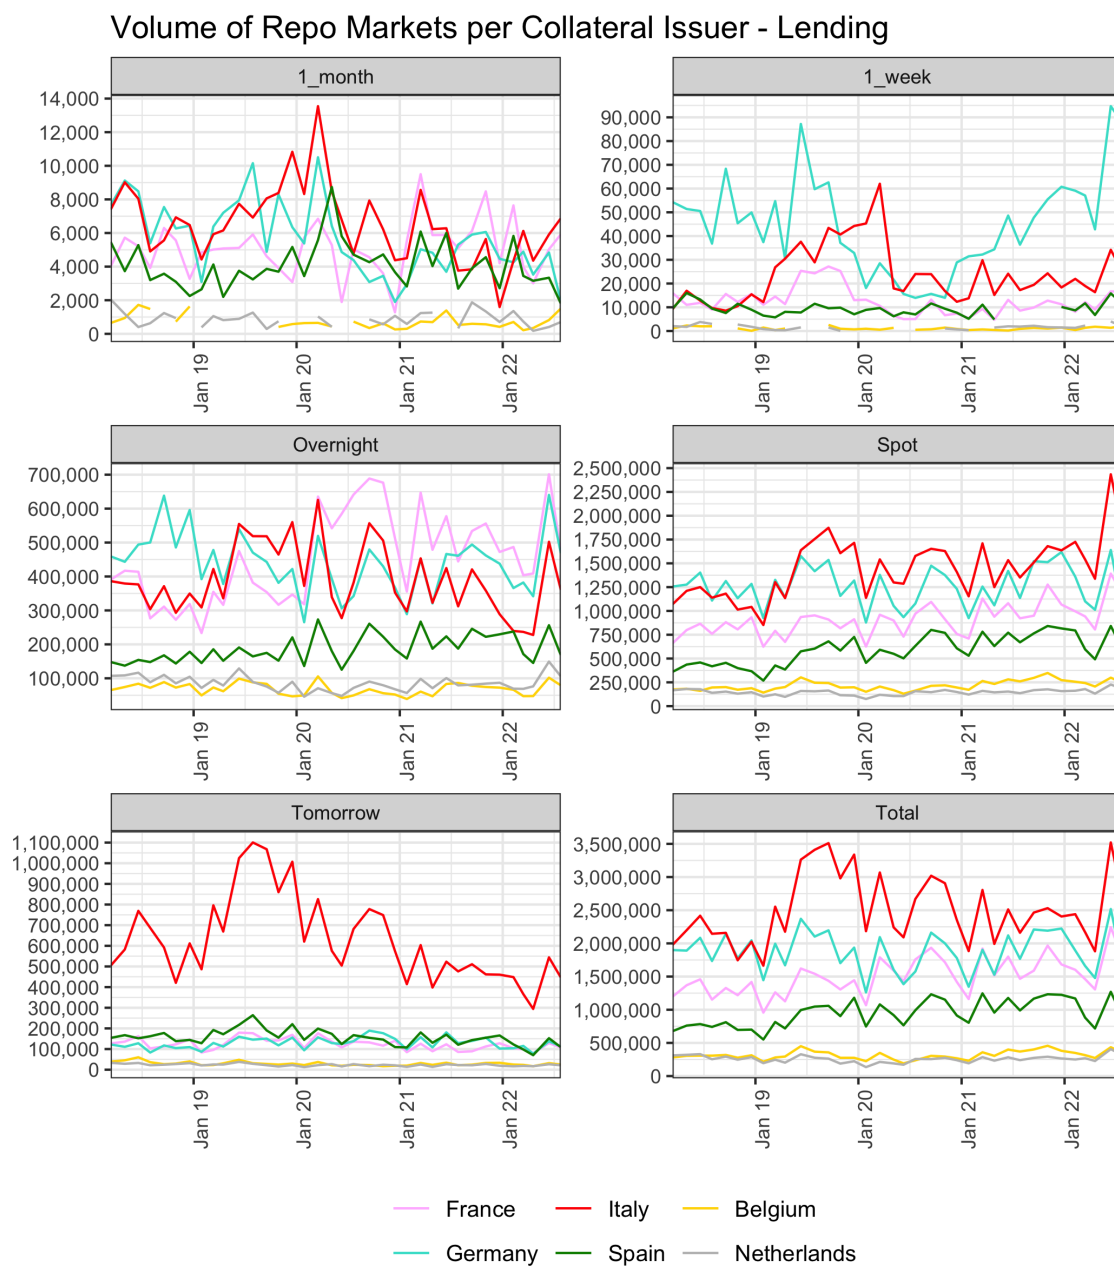 Volume of Repo Markets per Collateral Issuer - Lending
1_month
14,000
12,000
10,000
8,000
6,000
4,000
2,000
0
Jan 19
Jan 20
Jan 21
Jan 22
1_week
90,000
80,000
70,000
60,000
50,000
40,000
30,000
20,000
10,000
0
Jan 19
Jan 20
Jan 21
Jan 22
Overnight
700,000
600,000
500,000
400,000
300,000
200,000
100,000
Jan 19
Jan 20
Jan 21
Jan 22
Spot
2,500,000
2,250,000
2,000,000
1,750,000
1,500,000
1,250,000
1,000,000
750,000
500,000
250,000
0
Jan 19
Jan 20
Jan 21
Jan 22
Tomorrow
1,100,000
1,000,000
900,000
800,000
700,000
600,000
500,000
400,000
300,000
200,000
100,000
0
Jan 19
Jan 20
Jan 21
Jan 22
Total
3,500,000
3,000,000
2,500,000
2,000,000
1,500,000
1,000,000
500,000
0
Jan 19
Jan 20
Jan 21
Jan 22
France Italy Belgium
Germany Spain Netherlands